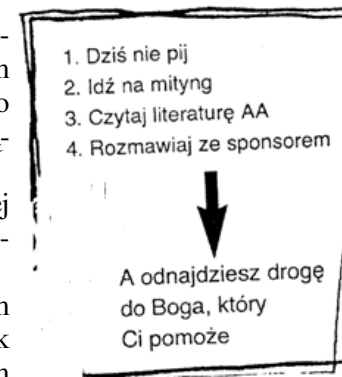 1. Dziś nie pij
2. Idź na mityng
3. Czytaj literaturę AA
4. Rozmawiaj ze sponsorem
A odnajdziesz drogę
do Boga, który
Ci pomoże